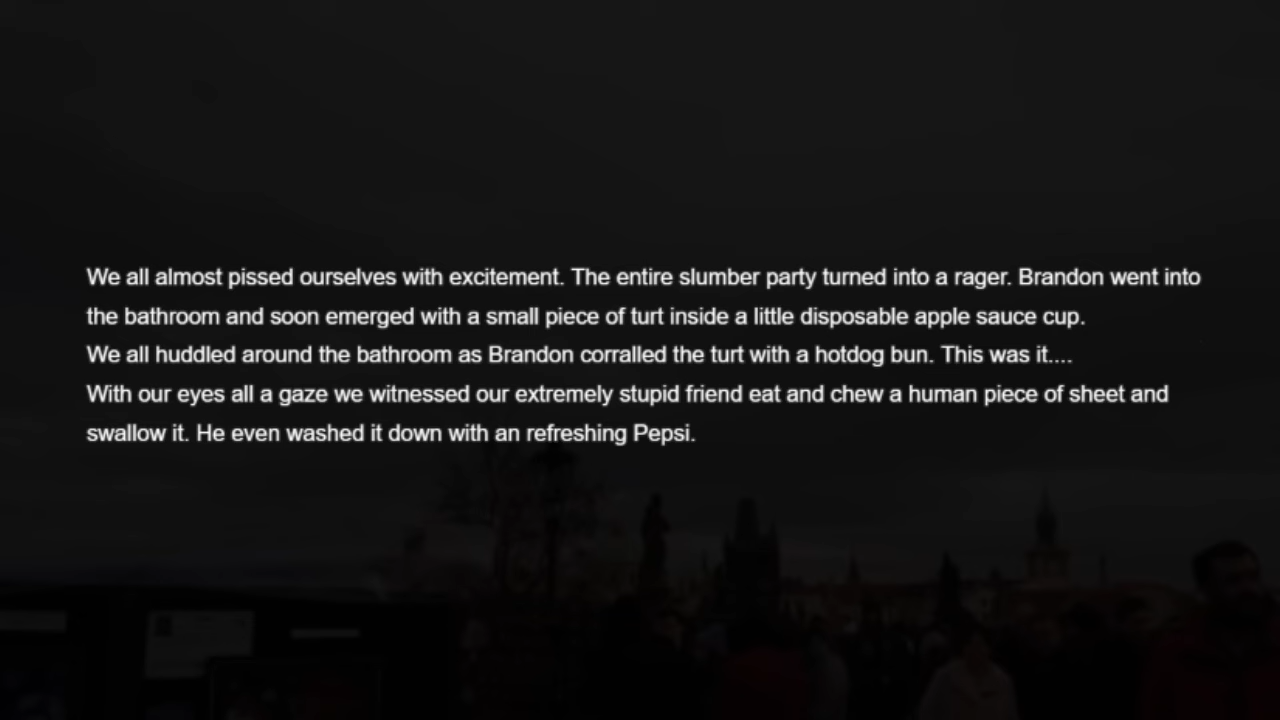 We all almost pissed ourselves with excitement. The entire slumber party turned into a rager. Brandon went into
the bathroom and soon emerged with a small piece of turt inside a little disposable apple sauce cup.
We all huddled around the bathroom as Brandon corralled the turt with a hotdog bun. This was it....
With our eyes all a gaze we witnessed our extremely stupid friend eat and chew a human piece of sheet and
swallow it. He even washed it down with an refreshing Pepsi.